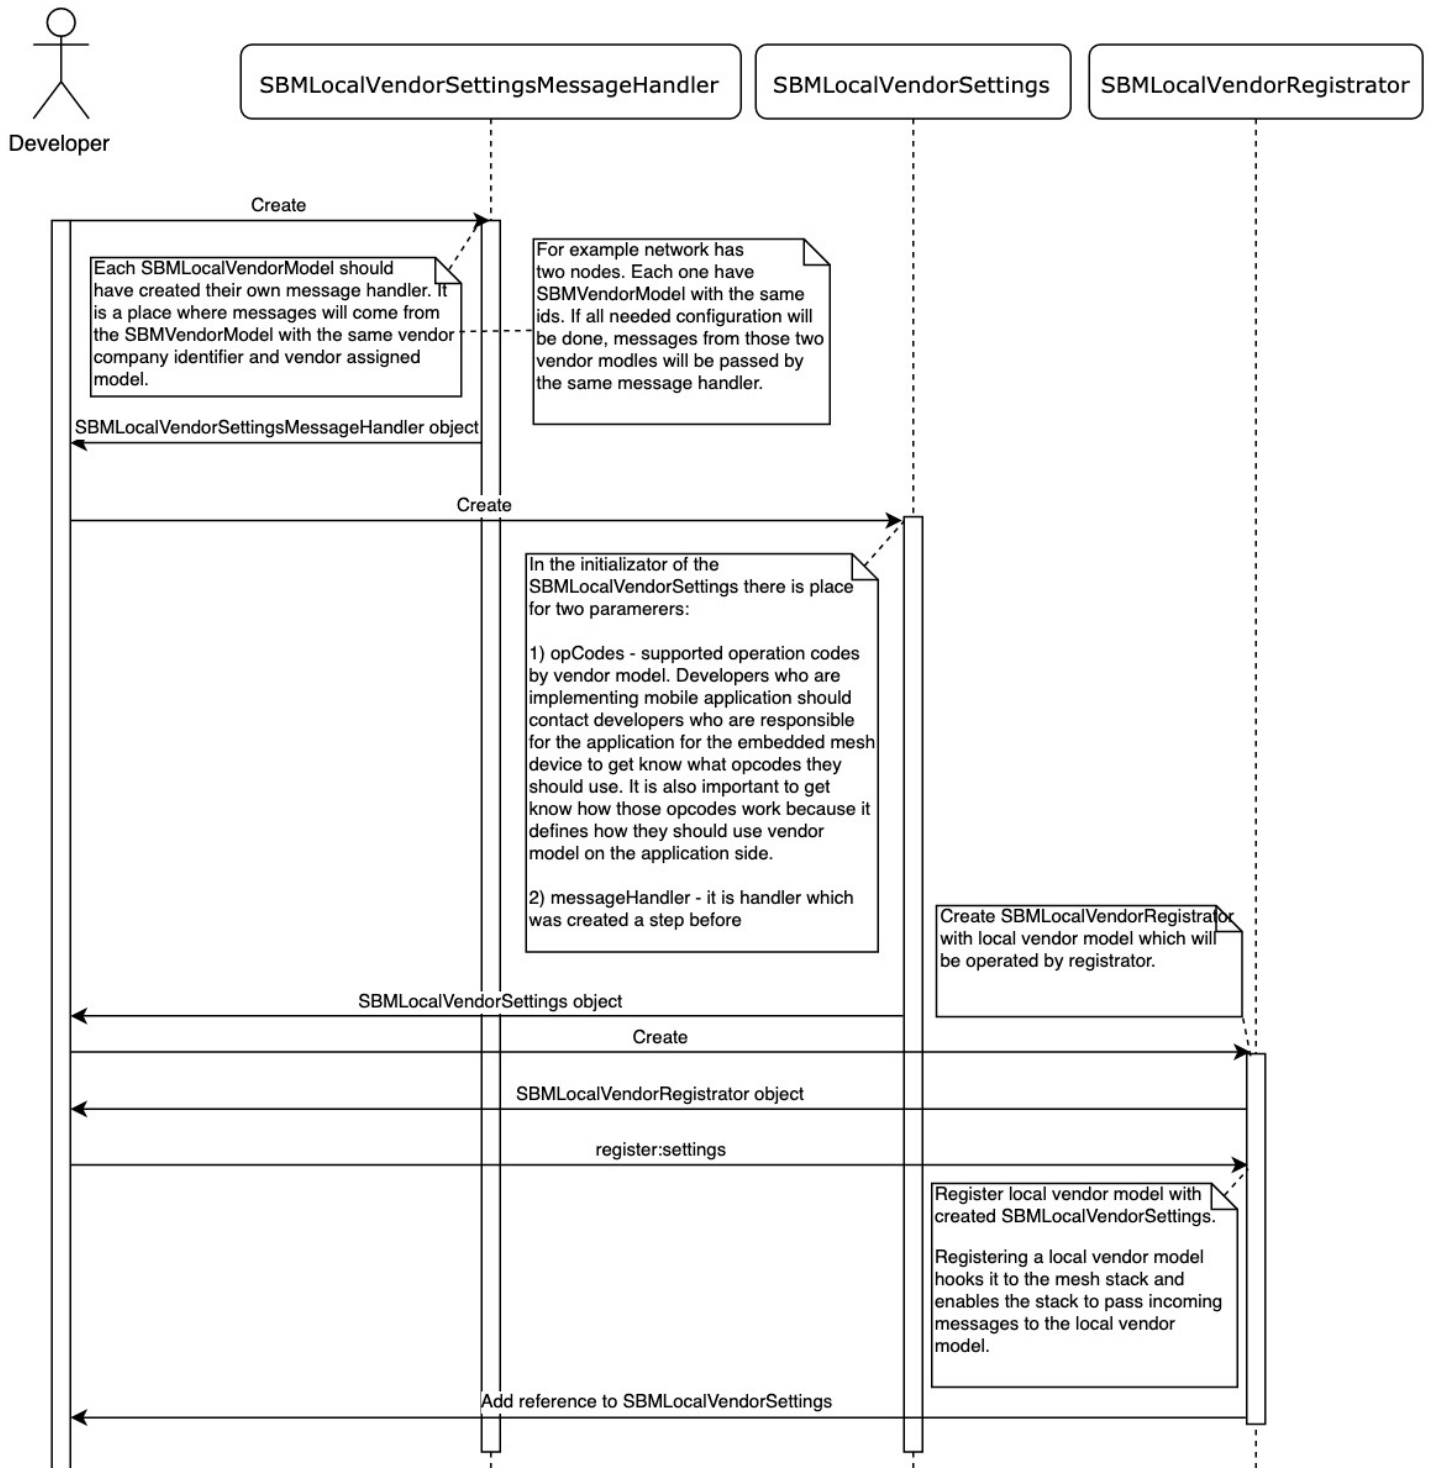 Developer
SBMLocalVendorSettingsMessageHandler
SBMLocalVendorSettings
SBMLocalVendorRegistrator
Create
Each SBMLocalVendorModel should
have created their own message handler. It
is a place where messages will come from
the SBMVendorModel with the same vendor
company identifier and vendor assigned
model.
For example network has
two nodes. Each one have
SBMVendorModel with the same
ids. If all needed configuration will
be done, messages from those two
vendor modles will be passed by
the same message handler.
SBMLocalVendorSettingsMessageHandler object
Create
In the initializator of the
SBMLocalVendorSettings there is place
for two paramerers:
1) opCodes - supported operation codes
by vendor model. Developers who are
implementing mobile application should
contact developers who are responsible
for the application for the embedded mesh
device to get know what opcodes they
should use. It is also important to get
know how those opcodes work because it
defines how they should use vendor
model on the application side.
2) messageHandler - it is handler which
was created a step before
Create SBMLocalVendorRegistrator
with local vendor model which will
be operated by registrator.
SBMLocalVendorSettings object
Create
SBMLocalVendorRegistrator object
register:settings
Register local vendor model with
created SBMLocalVendorSettings.
Registering a local vendor model
hooks it to the mesh stack and
enables the stack to pass incoming
messages to the local vendor
model.
Add reference to SBMLocalVendorSettings